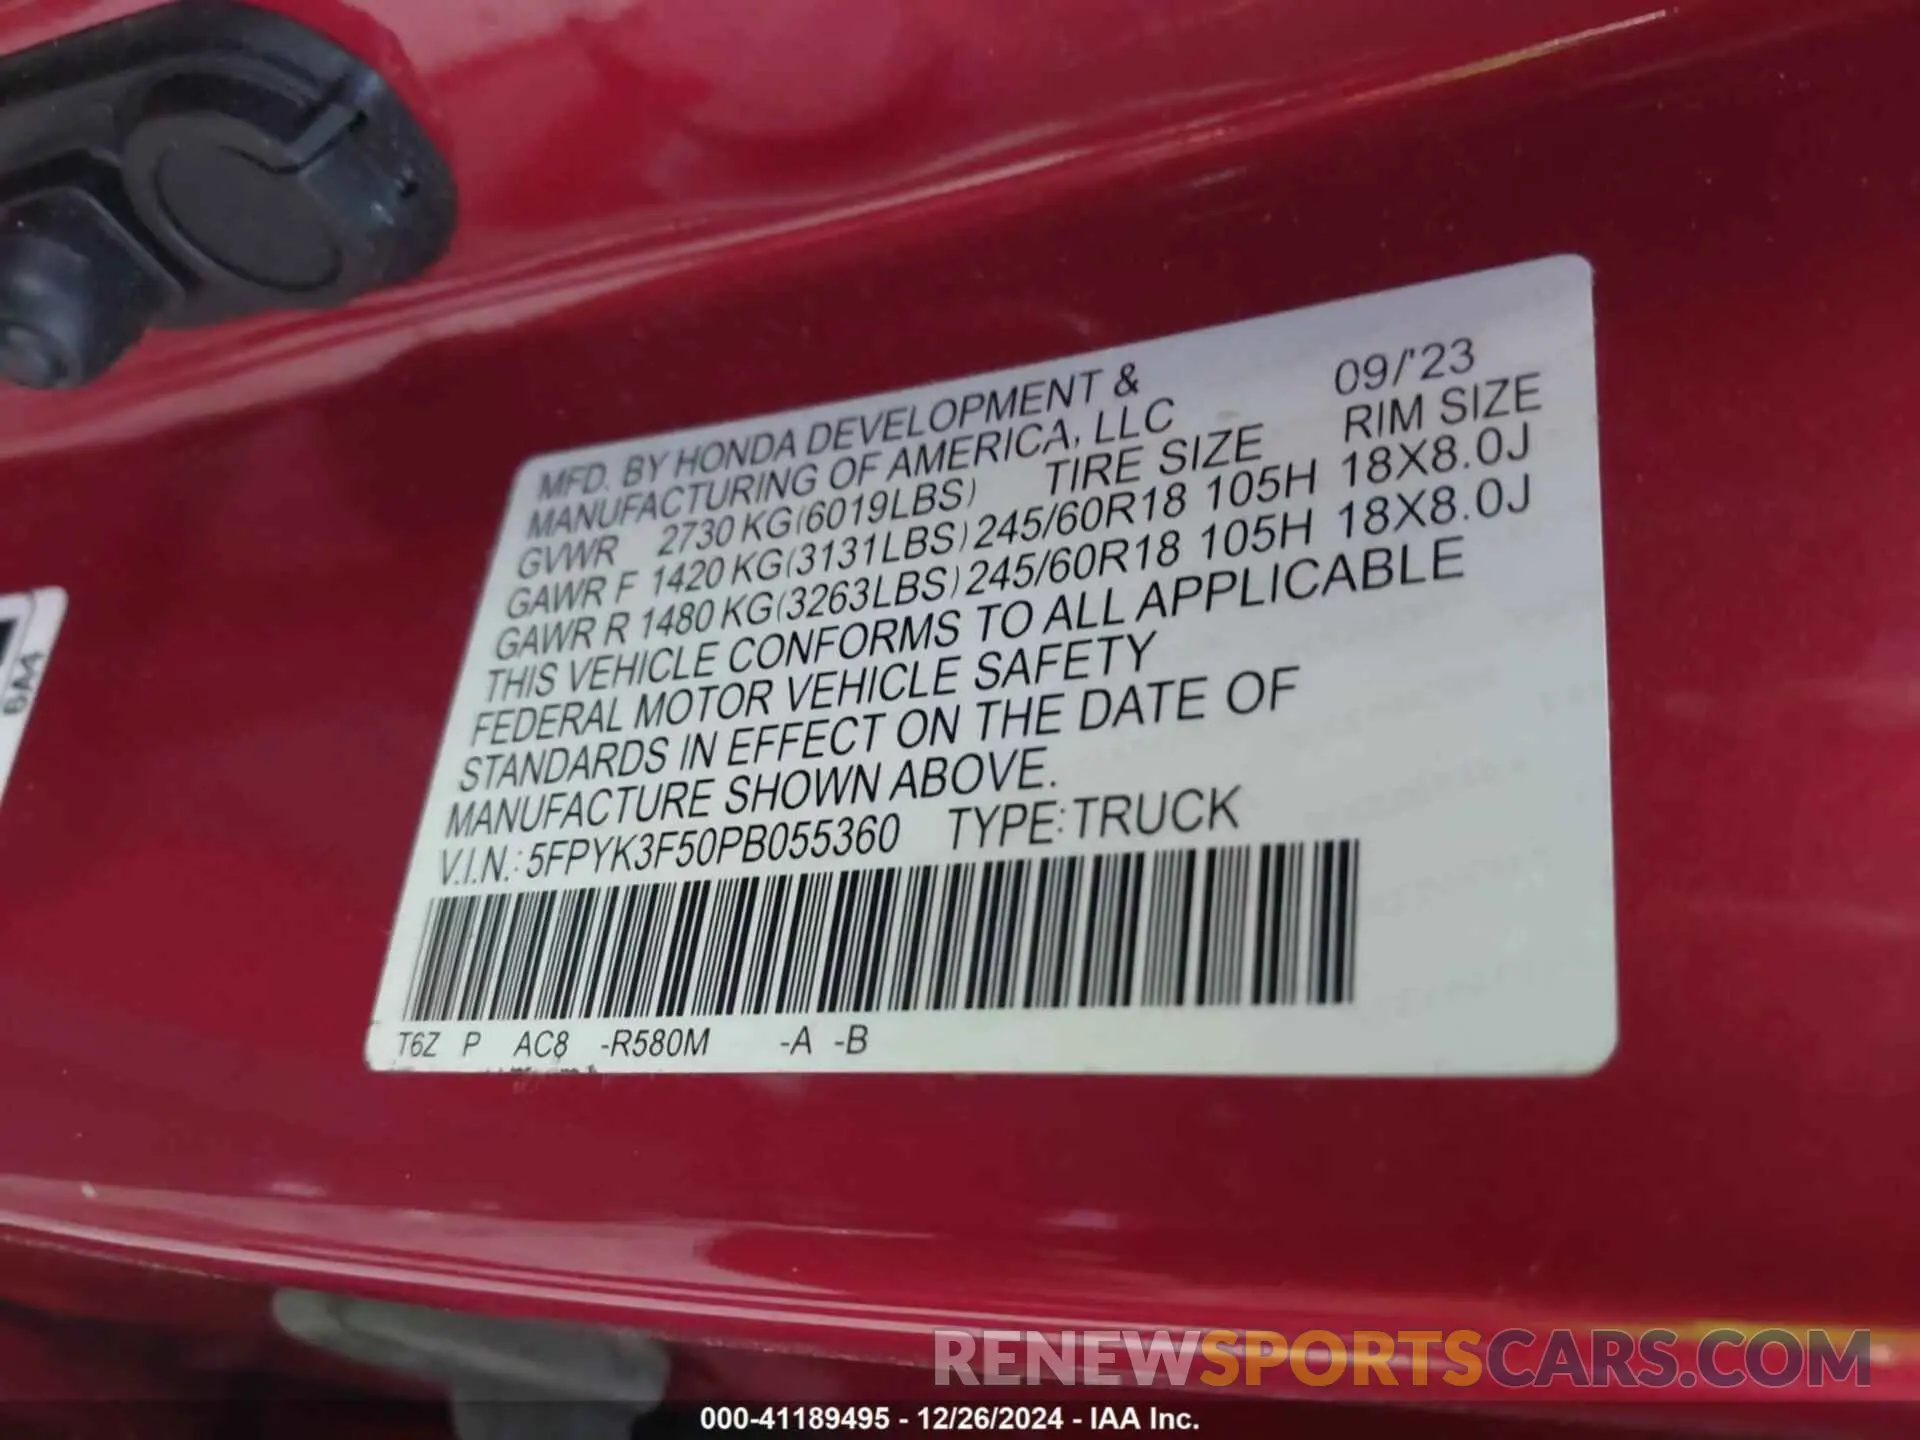 MFD. BY HONDA DEVELOPMENT & 09/'23
MANUFACTURING OF AMERICA, LLC
GVWR 2730 KG(6019LBS) TIRE SIZE RIM SIZE
GAWR F 1420 KG(3131LBS) 245/60R18 105H 18X8.0J
GAWR R 1480 KG(3263LBS) 245/60R18 105H 18X8.0J
THIS VEHICLE CONFORMS TO ALL APPLICABLE
FEDERAL MOTOR VEHICLE SAFETY
STANDARDS IN EFFECT ON THE DATE OF
MANUFACTURE SHOWN ABOVE.
V.I.N.: 5FPYK3F50PB055360 TYPE: TRUCK
T6Z P AC8 -R580M -A -B
6A4
RENEWSPORTSCARS.COM
000-41189495 - 12/26/2024 - IAA Inc.